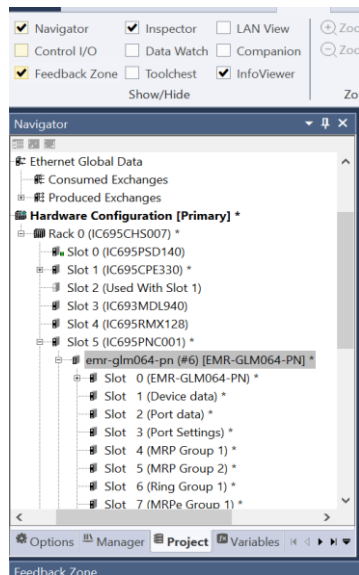 Navigator Inspector LAN View Zoo
Control I/O Data Watch Companion Zoo
Feedback Zone Toolchest InfoViewer
Show/Hide Zo
Navigator
Ethernet Global Data
Consumed Exchanges
Produced Exchanges
Hardware Configuration [Primary] *
Rack 0 (IC695CHS007) *
Slot 0 (IC695PSD140)
Slot 1 (IC695CPE330) *
Slot 2 (Used With Slot 1)
Slot 3 (IC693MDL940)
Slot 4 (IC695RMX128)
Slot 5 (IC695PNC001) *
emr-glm064-pn (#6) [EMR-GLM064-PN] *
Slot 0 (EMR-GLM064-PN) *
Slot 1 (Device data) *
Slot 2 (Port data) *
Slot 3 (Port Settings) *
Slot 4 (MRP Group 1) *
Slot 5 (MRP Group 2) *
Slot 6 (Ring Group 1) *
Slot 7 (MRPe Group 1) *
Options Manager Project Variables
Feedback Zone